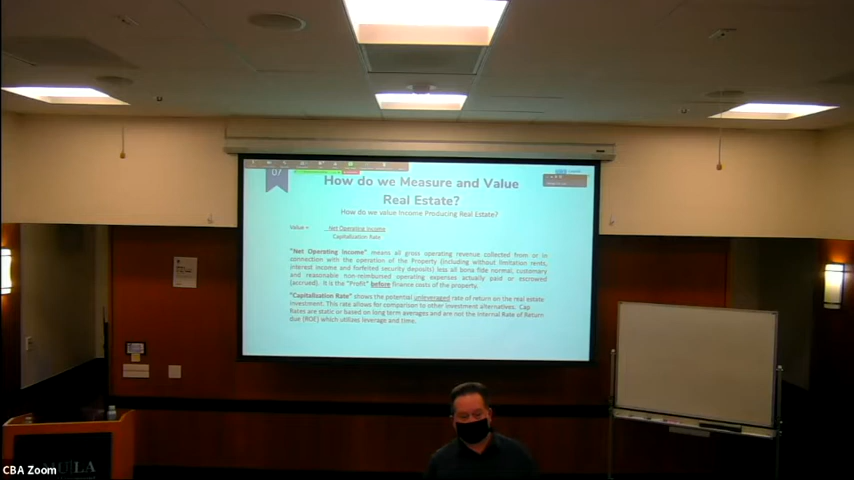 07
How do we Measure and Value
Real Estate?
How do we value Income Producing Real Estate?
Value = Net Operating Income
Capitalization Rate
"Net Operating Income" means all gross operating revenue collected from or in
connection with the operation of the Property (including without limitation rents,
interest income and forfeited security deposits) less all bona fide normal, customary
and reasonable non-reimbursed operating expenses actually paid or escrowed
(accrued). It is the "Profit" before finance costs of the property.
"Capitalization Rate" shows the potential unleveraged rate of return on the real estate
investment. This rate allows for comparison to other investment alternatives. Cap
Rates are static or based on long term averages and are not the Internal Rate of Return
due (ROE) which utilizes leverage and time.
CBA Zoom